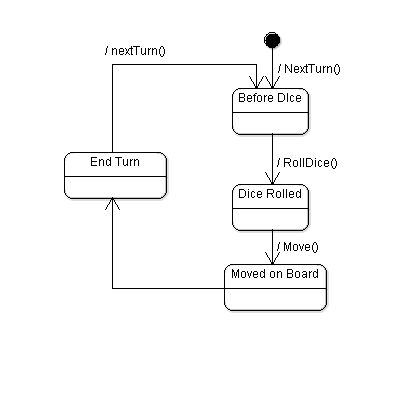 / nextTurn()
/ NextTurn()
Before DIce
End Turn
/ RollDice()
Dice Rolled
/ Move()
Moved on Board